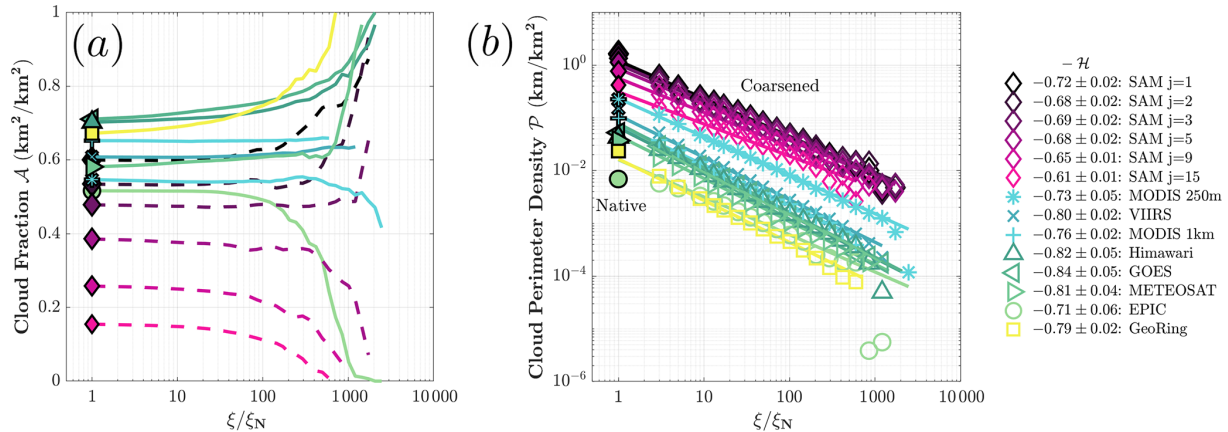 (a)
Cloud Fraction 𝒜 (km²/km²)
1
0.8
0.6
0.4
0.2
0
1
10
100
1000
10 000
ξ/ξ_N
(b)
Cloud Perimeter Density 𝒫 (km/km²)
10⁰
10⁻²
10⁻⁴
10⁻⁶
Coarsened
Native
1
10
100
1000
10 000
ξ/ξ_N
− ℋ
−0.72 ± 0.02: SAM j=1
−0.68 ± 0.02: SAM j=2
−0.69 ± 0.02: SAM j=3
−0.68 ± 0.02: SAM j=5
−0.65 ± 0.01: SAM j=9
−0.61 ± 0.01: SAM j=15
−0.73 ± 0.05: MODIS 250m
−0.80 ± 0.02: VIIRS
−0.76 ± 0.02: MODIS 1km
−0.82 ± 0.05: Himawari
−0.84 ± 0.05: GOES
−0.81 ± 0.04: METEOSAT
−0.71 ± 0.06: EPIC
−0.79 ± 0.02: GeoRing